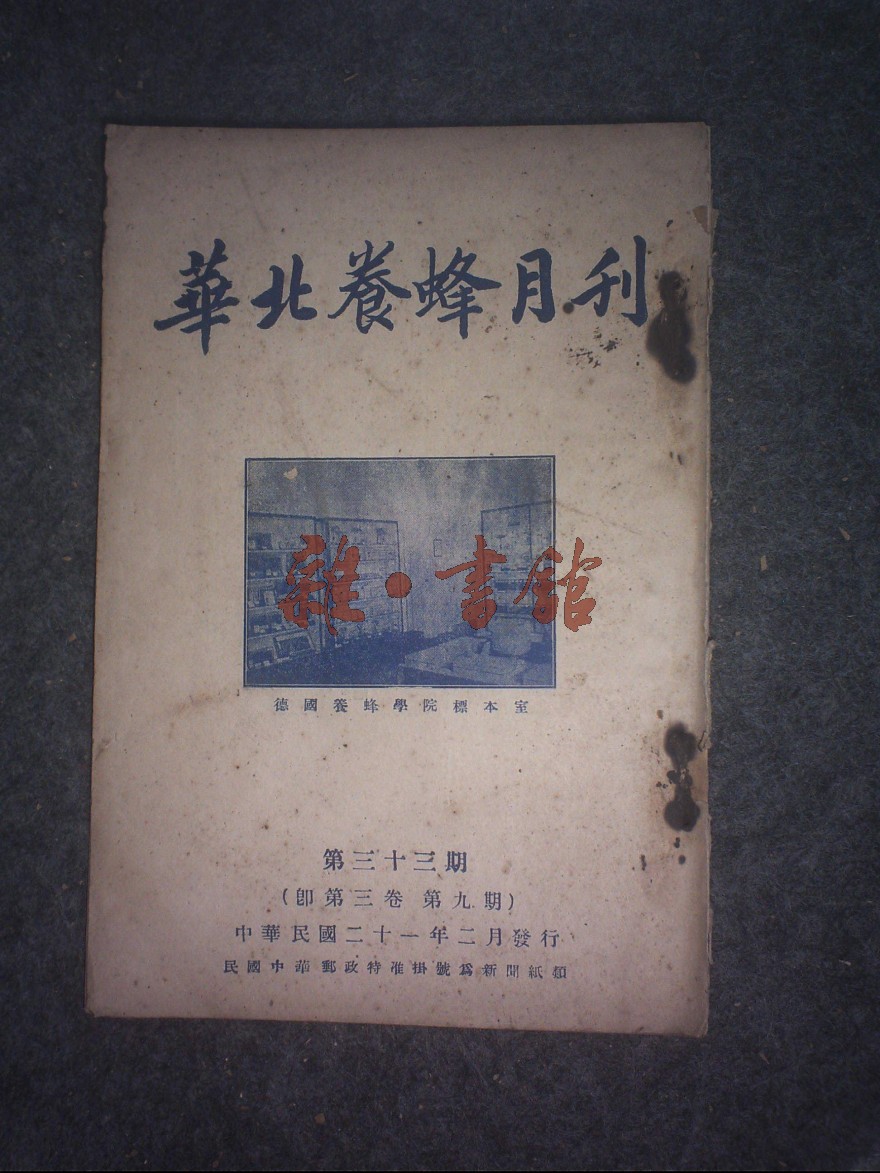 華北養蜂月刊
雜·書館
德國養蜂學院標本室
第三十三期
(卽第三卷 第九期)
中華民國二十一年二月發行
民國中華郵政特准掛號爲新聞紙類